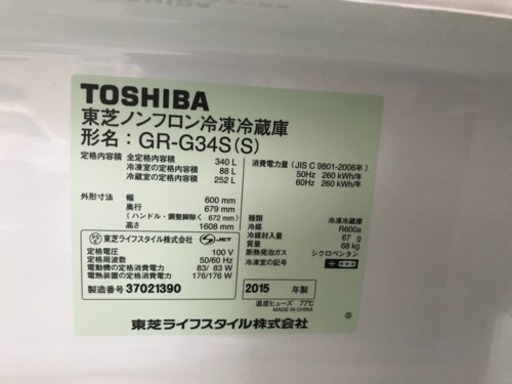 TOSHIBA
東芝ノンフロン冷凍冷蔵庫
形名：GR-G34S(S)
定格内容積 全定格内容積 340 L
冷凍室の定格内容積 88 L
冷蔵室の定格内容積 252 L
外形寸法 幅 600 mm
奥行 679 mm
(ハンドル・調整脚除く 672 mm)
高さ 1608 mm
東芝ライフスタイル株式会社 S JET
定格電圧 100 V
定格周波数 50/60 Hz
電動機の定格消費電力 83/ 83 W
電熱装置の定格消費電力 176/176 W
製造番号 37021390
消費電力量 (JIS C 9801-2006年)
50Hz 260 kWh/年
60Hz 260 kWh/年
種類 冷凍冷蔵庫
冷媒 R600a
冷媒封入量 67 g
質量 68 kg
断熱発泡ガス シクロペンタン
冷凍室の記号
2015 年製
温度ヒューズ 77℃
MADE IN CHINA
東芝ライフスタイル株式会社